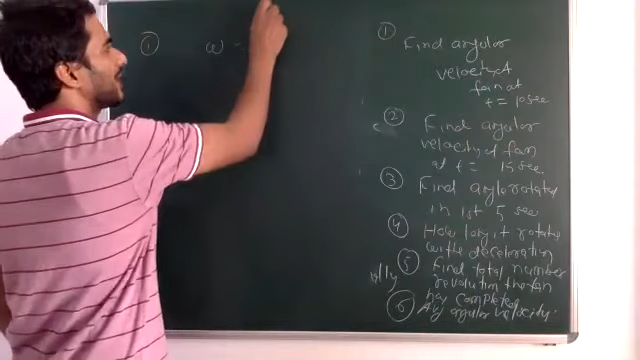 ① ω -
① Find angular
velocity of
fan at
t = 10 sec
② Find angular
velocity of fan
at t = 15 sec.
③ Find angle rotated
in 1st 5 sec
④ How long it rotate
with deceleration
⑤ Find total number
revolution the fan
has completed
⑥ Avg angular velocity.